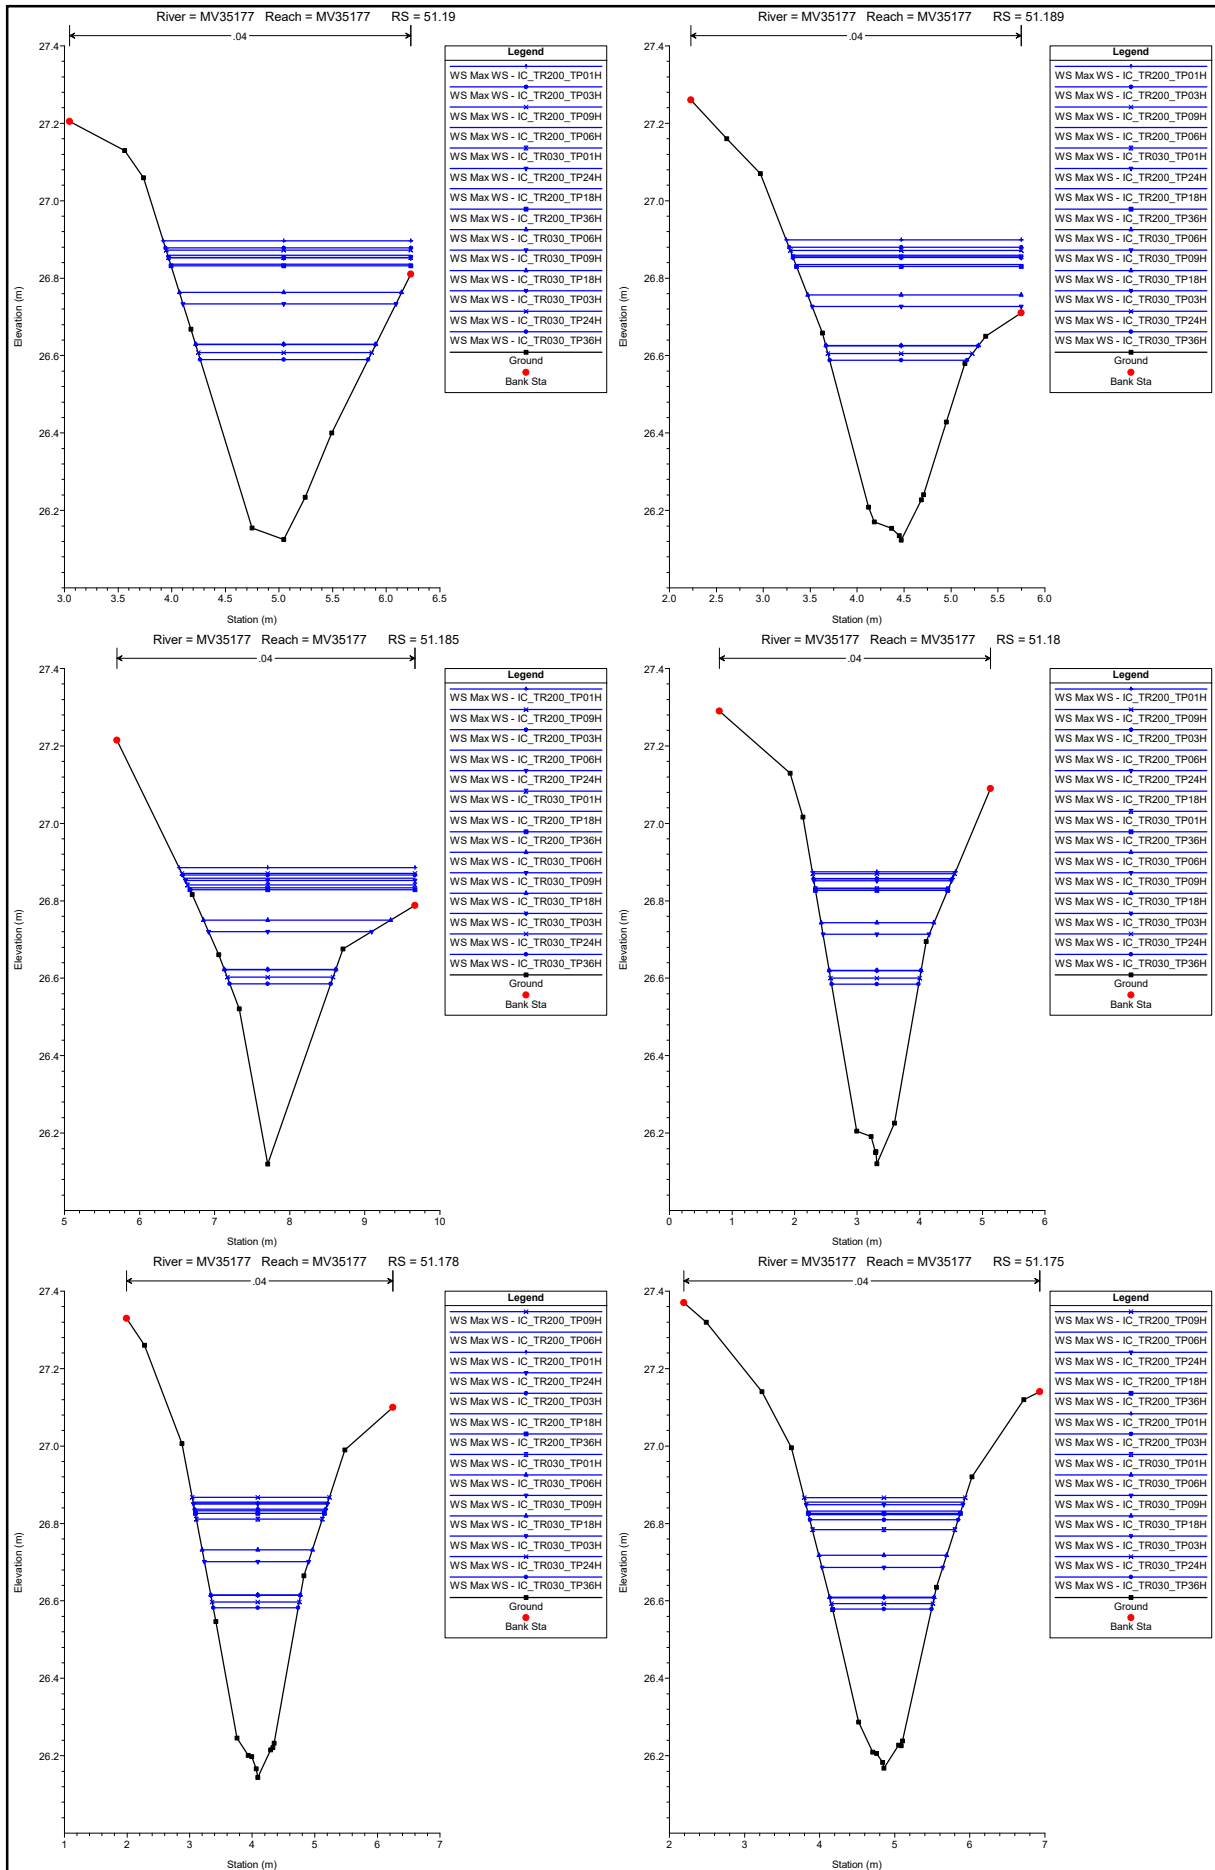 River = MV35177 Reach = MV35177 RS = 51.19
.04
27.4
27.2
27.0
26.8
26.6
26.4
26.2
Elevation (m)
3.0 3.5 4.0 4.5 5.0 5.5 6.0 6.5
Station (m)
Legend
WS Max WS - IC_TR200_TP01H
WS Max WS - IC_TR200_TP03H
WS Max WS - IC_TR200_TP09H
WS Max WS - IC_TR200_TP06H
WS Max WS - IC_TR030_TP01H
WS Max WS - IC_TR200_TP24H
WS Max WS - IC_TR200_TP18H
WS Max WS - IC_TR200_TP36H
WS Max WS - IC_TR030_TP06H
WS Max WS - IC_TR030_TP09H
WS Max WS - IC_TR030_TP18H
WS Max WS - IC_TR030_TP03H
WS Max WS - IC_TR030_TP24H
WS Max WS - IC_TR030_TP36H
Ground
Bank Sta
River = MV35177 Reach = MV35177 RS = 51.189
.04
27.4
27.2
27.0
26.8
26.6
26.4
26.2
Elevation (m)
2.0 2.5 3.0 3.5 4.0 4.5 5.0 5.5 6.0
Station (m)
Legend
WS Max WS - IC_TR200_TP01H
WS Max WS - IC_TR200_TP03H
WS Max WS - IC_TR200_TP09H
WS Max WS - IC_TR200_TP06H
WS Max WS - IC_TR030_TP01H
WS Max WS - IC_TR200_TP24H
WS Max WS - IC_TR200_TP18H
WS Max WS - IC_TR200_TP36H
WS Max WS - IC_TR030_TP06H
WS Max WS - IC_TR030_TP09H
WS Max WS - IC_TR030_TP18H
WS Max WS - IC_TR030_TP03H
WS Max WS - IC_TR030_TP24H
WS Max WS - IC_TR030_TP36H
Ground
Bank Sta
River = MV35177 Reach = MV35177 RS = 51.185
.04
27.4
27.2
27.0
26.8
26.6
26.4
26.2
Elevation (m)
5 6 7 8 9 10
Station (m)
Legend
WS Max WS - IC_TR200_TP01H
WS Max WS - IC_TR200_TP09H
WS Max WS - IC_TR200_TP03H
WS Max WS - IC_TR200_TP06H
WS Max WS - IC_TR200_TP24H
WS Max WS - IC_TR030_TP01H
WS Max WS - IC_TR200_TP18H
WS Max WS - IC_TR200_TP36H
WS Max WS - IC_TR030_TP06H
WS Max WS - IC_TR030_TP09H
WS Max WS - IC_TR030_TP18H
WS Max WS - IC_TR030_TP03H
WS Max WS - IC_TR030_TP24H
WS Max WS - IC_TR030_TP36H
Ground
Bank Sta
River = MV35177 Reach = MV35177 RS = 51.18
.04
27.4
27.2
27.0
26.8
26.6
26.4
26.2
Elevation (m)
0 1 2 3 4 5 6
Station (m)
Legend
WS Max WS - IC_TR200_TP01H
WS Max WS - IC_TR200_TP09H
WS Max WS - IC_TR200_TP03H
WS Max WS - IC_TR200_TP06H
WS Max WS - IC_TR200_TP24H
WS Max WS - IC_TR200_TP18H
WS Max WS - IC_TR030_TP01H
WS Max WS - IC_TR200_TP36H
WS Max WS - IC_TR030_TP06H
WS Max WS - IC_TR030_TP09H
WS Max WS - IC_TR030_TP18H
WS Max WS - IC_TR030_TP03H
WS Max WS - IC_TR030_TP24H
WS Max WS - IC_TR030_TP36H
Ground
Bank Sta
River = MV35177 Reach = MV35177 RS = 51.178
.04
27.4
27.2
27.0
26.8
26.6
26.4
26.2
Elevation (m)
1 2 3 4 5 6 7
Station (m)
Legend
WS Max WS - IC_TR200_TP09H
WS Max WS - IC_TR200_TP06H
WS Max WS - IC_TR200_TP01H
WS Max WS - IC_TR200_TP24H
WS Max WS - IC_TR200_TP03H
WS Max WS - IC_TR200_TP18H
WS Max WS - IC_TR200_TP36H
WS Max WS - IC_TR030_TP01H
WS Max WS - IC_TR030_TP06H
WS Max WS - IC_TR030_TP09H
WS Max WS - IC_TR030_TP18H
WS Max WS - IC_TR030_TP03H
WS Max WS - IC_TR030_TP24H
WS Max WS - IC_TR030_TP36H
Ground
Bank Sta
River = MV35177 Reach = MV35177 RS = 51.175
.04
27.4
27.2
27.0
26.8
26.6
26.4
26.2
Elevation (m)
2 3 4 5 6 7
Station (m)
Legend
WS Max WS - IC_TR200_TP09H
WS Max WS - IC_TR200_TP06H
WS Max WS - IC_TR200_TP24H
WS Max WS - IC_TR200_TP18H
WS Max WS - IC_TR200_TP36H
WS Max WS - IC_TR200_TP01H
WS Max WS - IC_TR200_TP03H
WS Max WS - IC_TR030_TP01H
WS Max WS - IC_TR030_TP06H
WS Max WS - IC_TR030_TP09H
WS Max WS - IC_TR030_TP18H
WS Max WS - IC_TR030_TP03H
WS Max WS - IC_TR030_TP24H
WS Max WS - IC_TR030_TP36H
Ground
Bank Sta